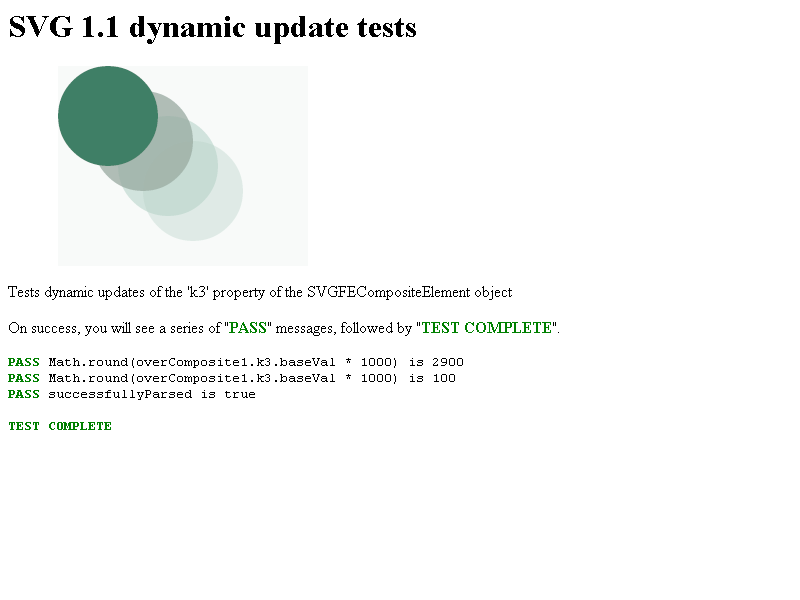 SVG 1.1 dynamic update tests
Tests dynamic updates of the 'k3' property of the SVGFECompositeElement object
On success, you will see a series of "PASS" messages, followed by "TEST COMPLETE".
PASS Math.round(overComposite1.k3.baseVal * 1000) is 2900
PASS Math.round(overComposite1.k3.baseVal * 1000) is 100
PASS successfullyParsed is true
TEST COMPLETE